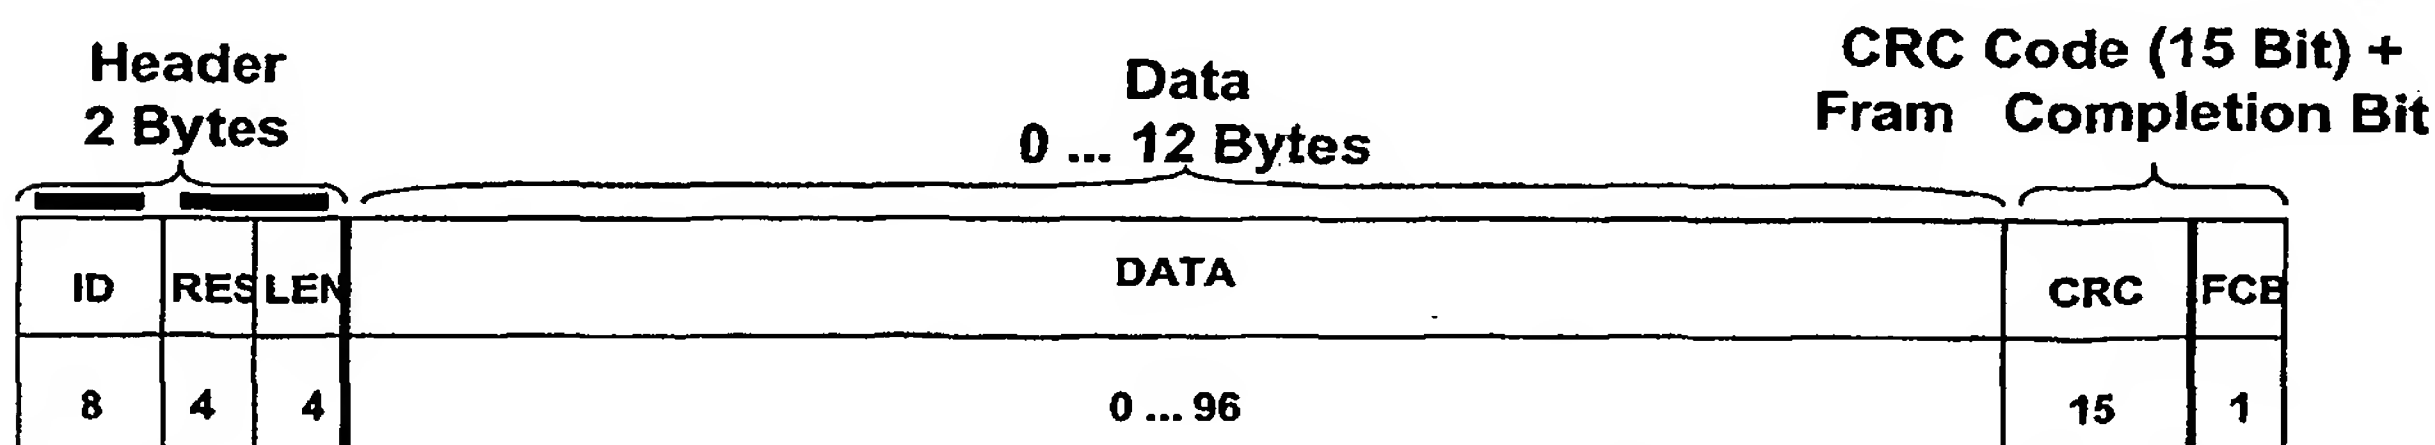 Header
2 Bytes
Data
0 ... 12 Bytes
CRC Code (15 Bit) +
Fram Completion Bit
ID RES LEN DATA CRC FCB
8 4 4 0 ... 96 15 1